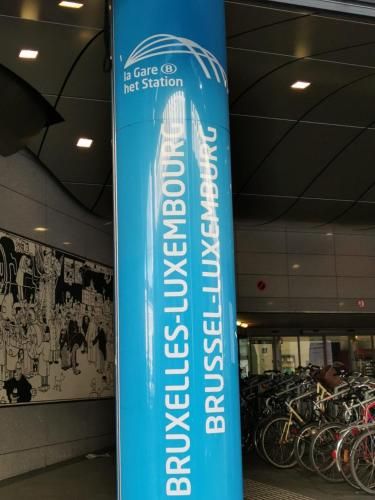 la Gare B
het Station
BRUXELLES-LUXEMBOURG
BRUSSEL-LUXEMBURG